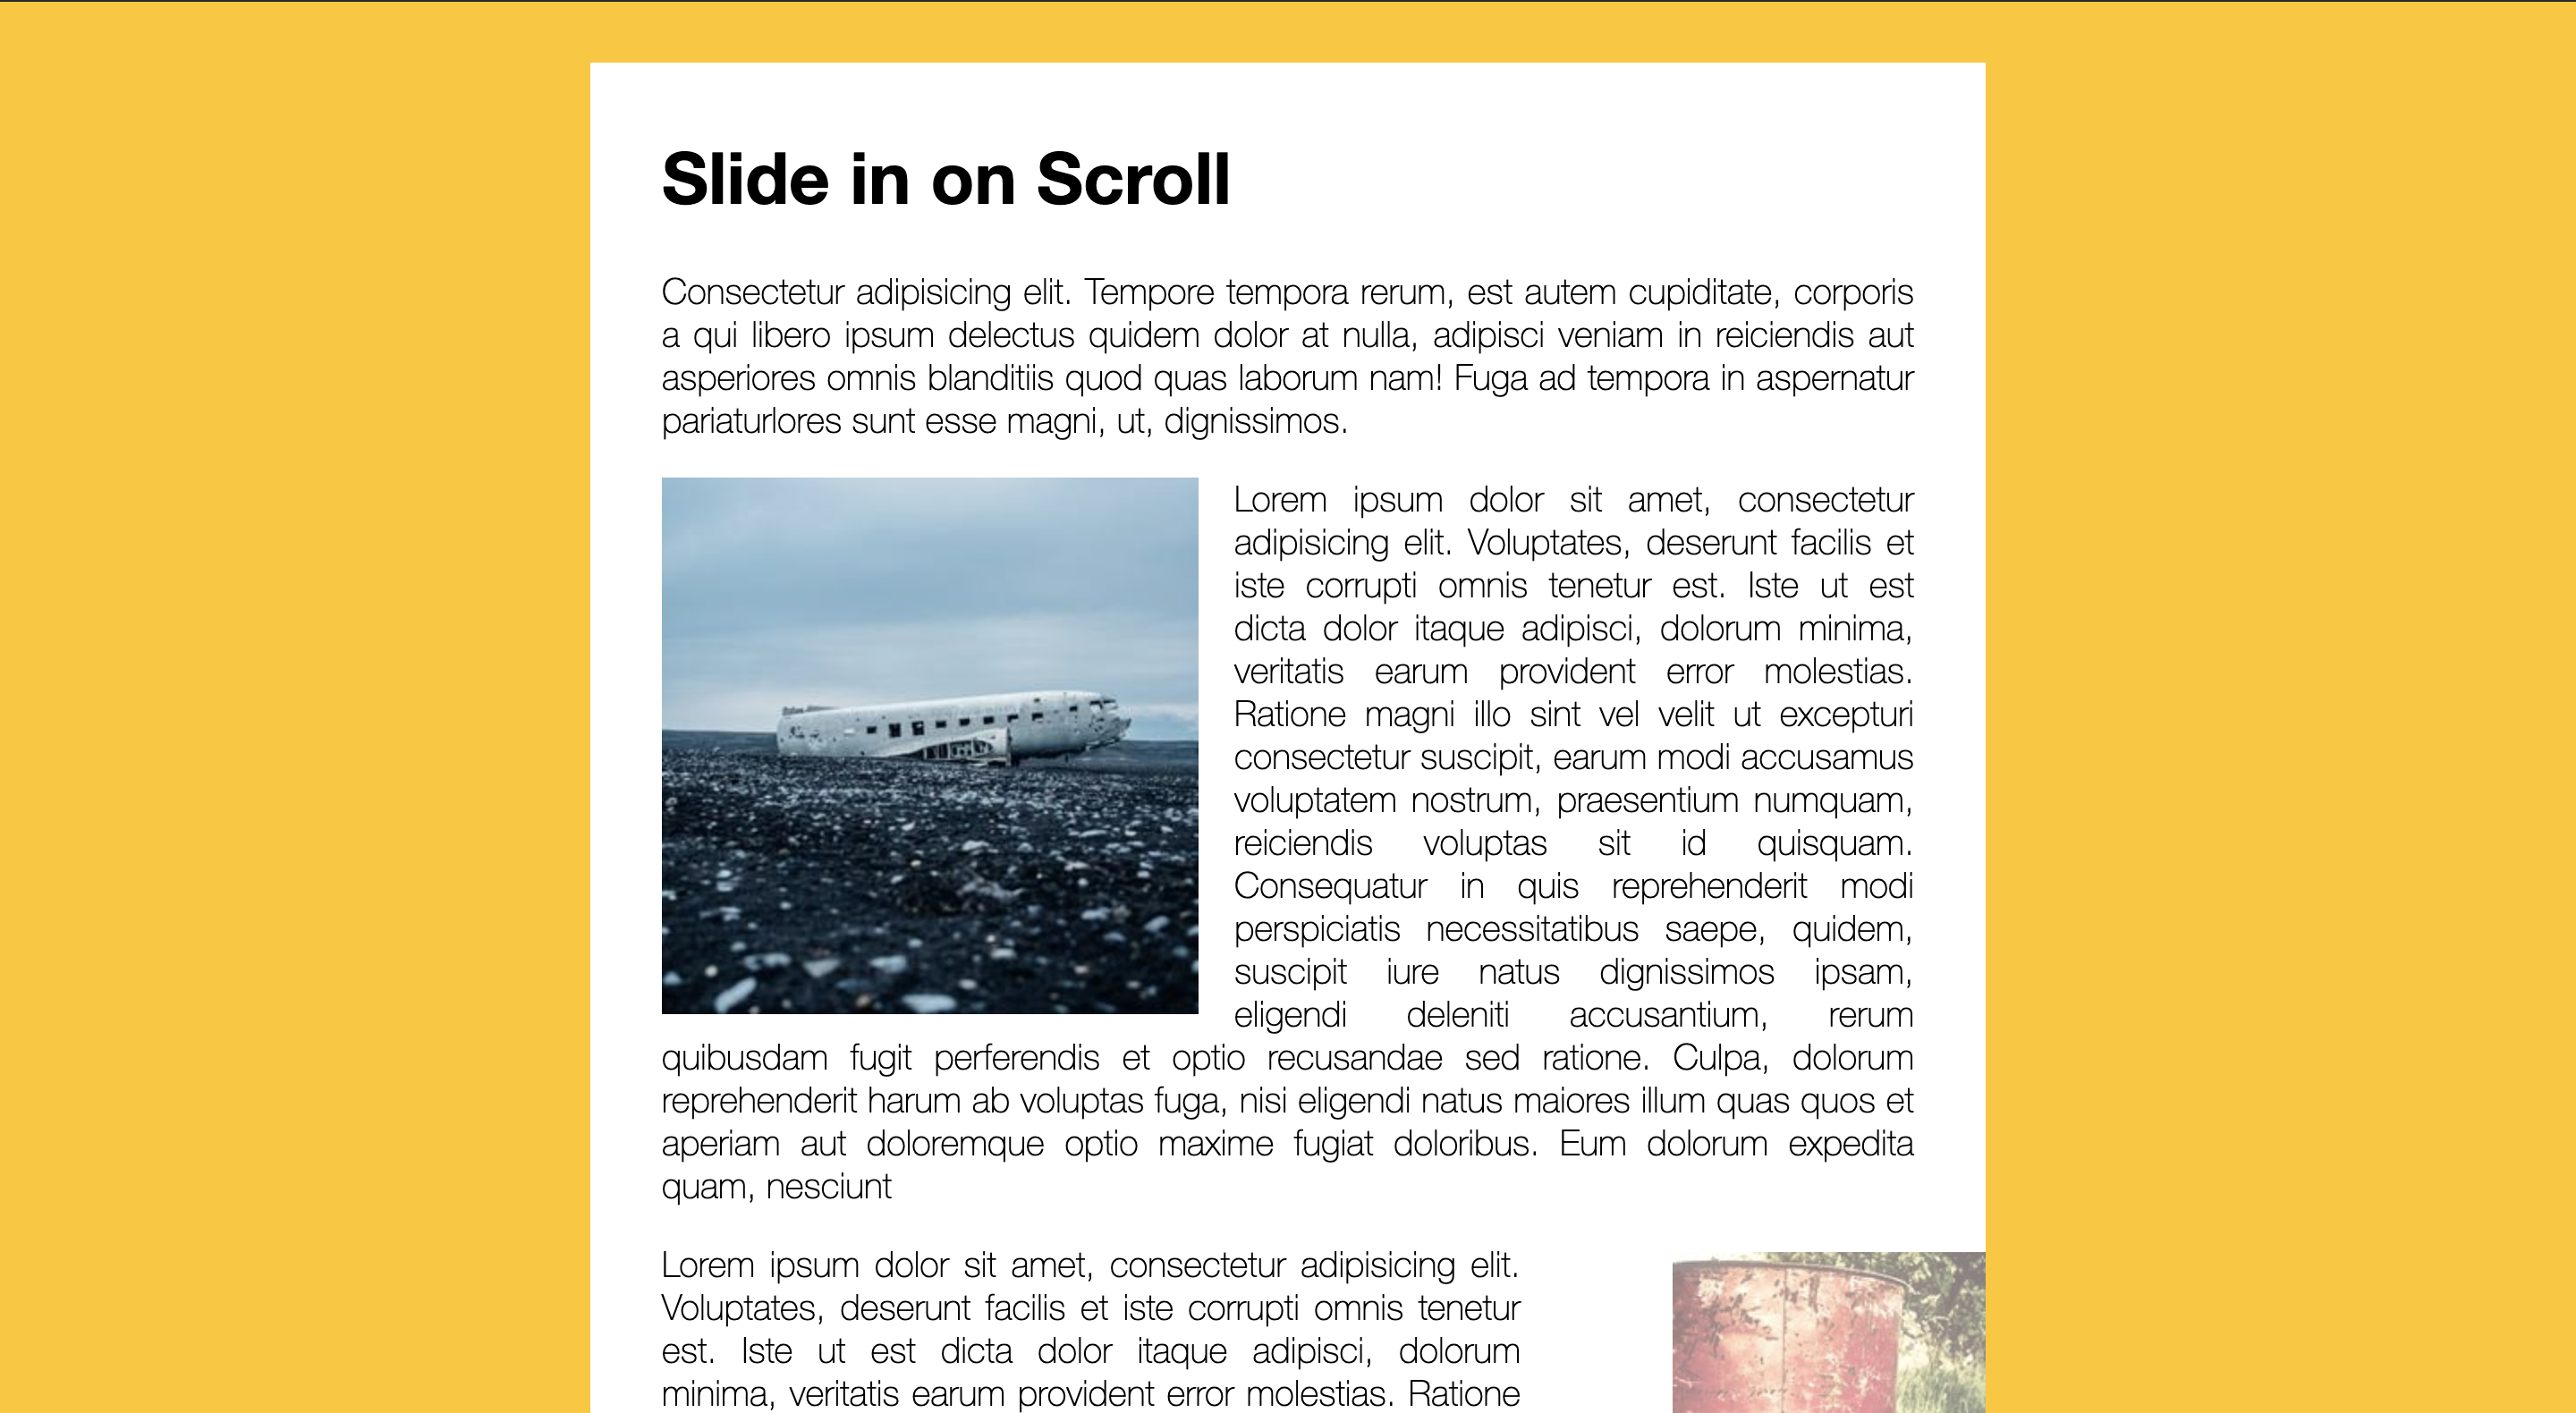 Slide in on Scroll
Consectetur adipisicing elit. Tempore tempora rerum, est autem cupiditate, corporis
a qui libero ipsum delectus quidem dolor at nulla, adipisci veniam in reiciendis aut
asperiores omnis blanditiis quod quas laborum nam! Fuga ad tempora in aspernatur
pariaturlores sunt esse magni, ut, dignissimos.
Lorem ipsum dolor sit amet, consectetur
adipisicing elit. Voluptates, deserunt facilis et
iste corrupti omnis tenetur est. Iste ut est
dicta dolor itaque adipisci, dolorum minima,
veritatis earum provident error molestias.
Ratione magni illo sint vel velit ut excepturi
consectetur suscipit, earum modi accusamus
voluptatem nostrum, praesentium numquam,
reiciendis voluptas sit id quisquam.
Consequatur in quis reprehenderit modi
perspiciatis necessitatibus saepe, quidem,
suscipit iure natus dignissimos ipsam,
eligendi deleniti accusantium, rerum
quibusdam fugit perferendis et optio recusandae sed ratione. Culpa, dolorum
reprehenderit harum ab voluptas fuga, nisi eligendi natus maiores illum quas quos et
aperiam aut doloremque optio maxime fugiat doloribus. Eum dolorum expedita
quam, nesciunt
Lorem ipsum dolor sit amet, consectetur adipisicing elit.
Voluptates, deserunt facilis et iste corrupti omnis tenetur
est. Iste ut est dicta dolor itaque adipisci, dolorum
minima, veritatis earum provident error molestias. Ratione